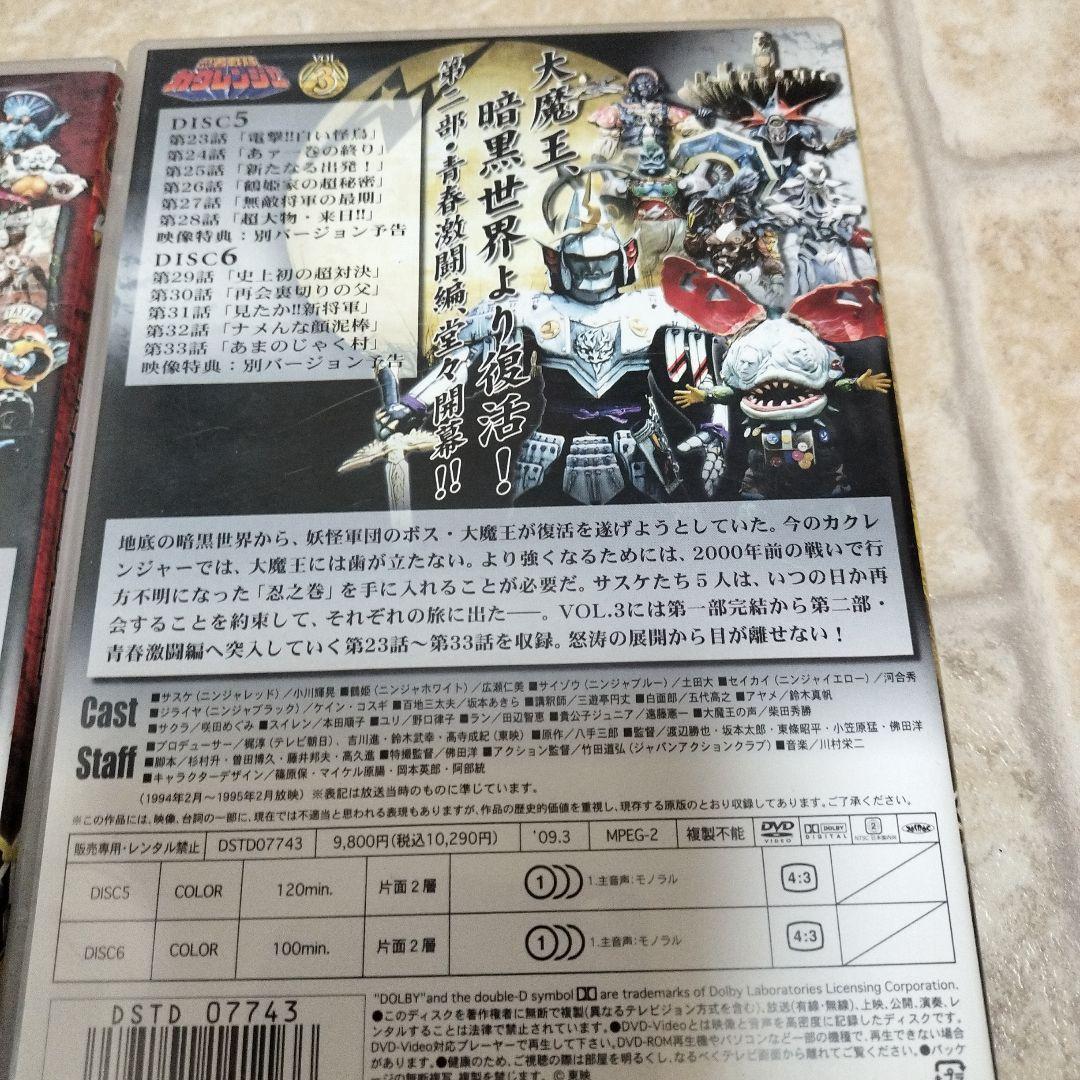 忍者戦隊
カクレンジャー
VOL.
3
DISC5
第23話「電撃!!白い怪鳥」
第24話「あァ一巻の終り」
第25話「新たなる出発！」
第26話「鶴姫家の超秘密」
第27話「無敵将軍の最期」
第28話「超大物・来日!!」
映像特典：別バージョン予告
DISC6
第29話「史上初の超対決」
第30話「再会裏切りの父」
第31話「見たか!!新将軍」
第32話「ナメんな顔泥棒」
第33話「あまのじゃく村」
映像特典：別バージョン予告
大魔王、
暗黒世界より復活！
第二部・青春激闘編、堂々開幕!!
地底の暗黒世界から、妖怪軍団のボス・大魔王が復活を遂げようとしていた。今のカクレ
ンジャーでは、大魔王には歯が立たない。より強くなるためには、2000年前の戦いで行
方不明になった「忍之巻」を手に入れることが必要だ。サスケたち５人は、いつの日か再
会することを約束して、それぞれの旅に出た――。VOL.3には第一部完結から第二部・
青春激闘編へ突入していく第23話～第33話を収録。怒涛の展開から目が離せない！
Cast
■サスケ（ニンジャレッド）／小川輝晃 ■鶴姫（ニンジャホワイト）／広瀬仁美 ■サイゾウ（ニンジャブルー）／土田大 ■セイカイ（ニンジャイエロー）／河合秀
■ジライヤ（ニンジャブラック）／ケイン・コスギ ■百地三太夫／坂本あきら ■講釈師／三遊亭円丈 ■白面郎／五代高之 ■アヤメ／鈴木真帆
■サクラ／咲田めぐみ ■スイレン／本田順子 ■ユリ／野口律子 ■ラン／田辺智恵 ■貴公子ジュニア／遠藤憲一 ■大魔王の声／柴田秀勝
Staff
■プロデューサー／梶淳（テレビ朝日）、吉川進・鈴木武幸・高寺成紀（東映） ■原作／八手三郎 ■監督／渡辺勝也・坂本太郎・東條昭平・小笠原猛・佛田洋
■脚本／杉村升・曽田博久・藤井邦夫・高久進 ■特撮監督／佛田洋 ■アクション監督／竹田道弘（ジャパンアクションクラブ） ■音楽／川村栄二
■キャラクターデザイン／篠原保・マイケル原腸・岡本英郎・阿部統
（1994年2月～1995年2月放映）※表記は放送当時のものに準じています。
※この作品には、映像、台詞の一部に、現在では不適当と思われる表現もありますが、作品の歴史的価値を重視し、現存する原版のとおり収録してあります。ご了承ください。
販売専用・レンタル禁止 DSTD07743 9,800円(税込10,290円) '09.3 MPEG-2 複製不能 DVD VIDEO DOLBY DIGITAL 2 NTSC 日本国内向
DISC5 COLOR 120min. 片面２層 1 1.主音声：モノラル 4:3
DISC6 COLOR 100min. 片面２層 1 1.主音声：モノラル 4:3
DSTD 07743
"DOLBY"and the double-D symbol are trademarks of Dolby Laboratories Licensing Corporation.
●このディスクを著作権者に無断で複製(異なるテレビジョン方式を含む)、放送(有線・無線)、上映、公開、演奏、レ
ンタルすることは法律で禁止されています。●DVD-Videoとは映像と音声を高密度に記録したディスクです。
DVD-Video対応プレーヤーで再生して下さい。DVD-ROM再生機やパソコンなど一部の機種で、再生できない場合
があります。●健康のため、ご視聴の際は部屋を明るくし、なるべくテレビ画面から離れてご覧ください。●パッケ
ージの無断複写、複製を禁じます。 © 東映